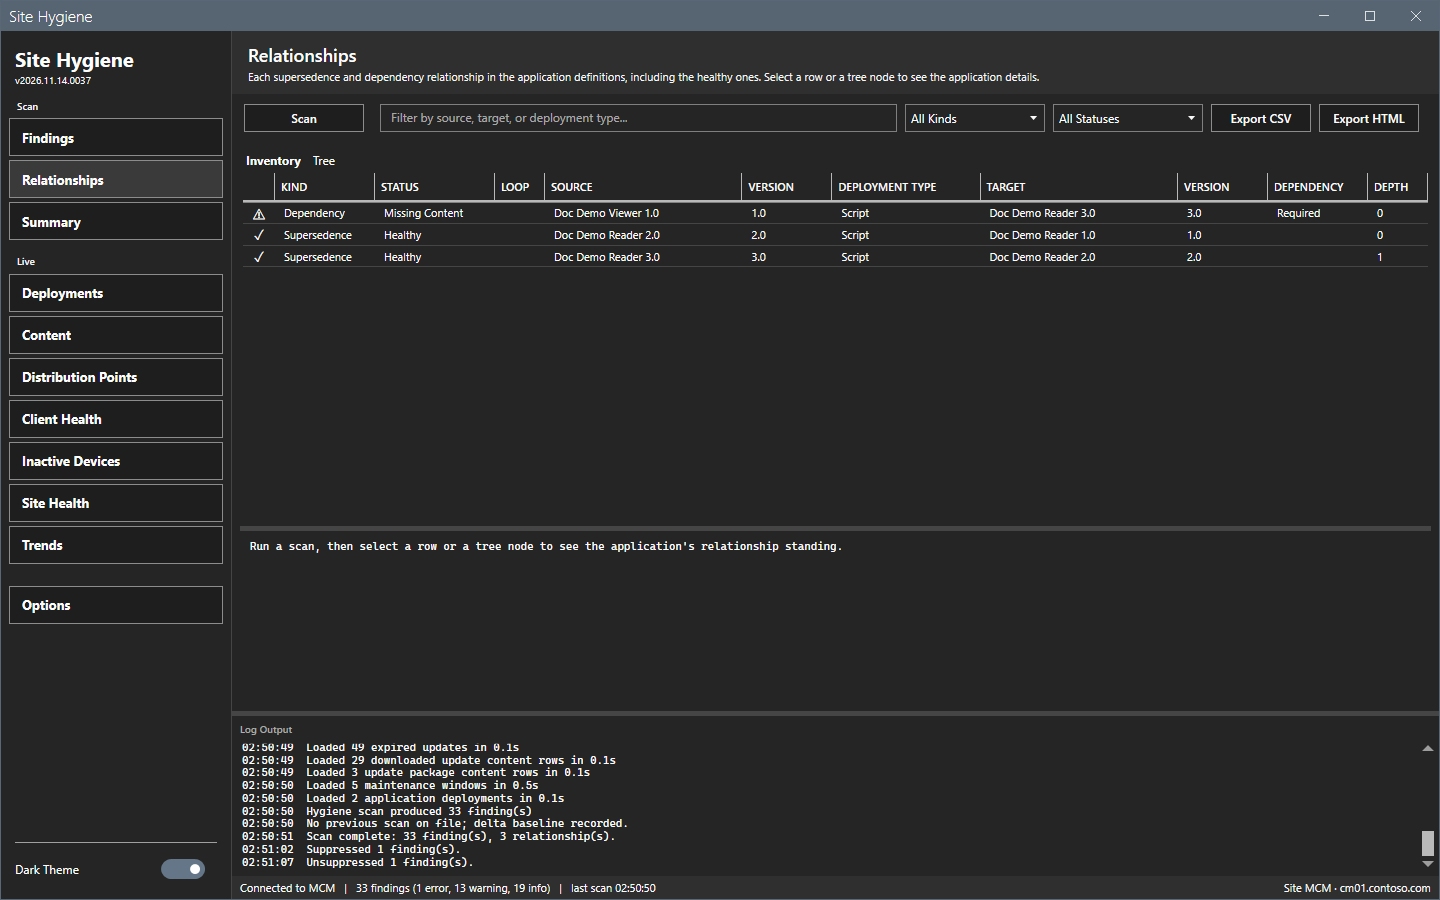 Site Hygiene
Site Hygiene
v2026.11.14.0037
Scan
Findings
Relationships
Summary
Live
Deployments
Content
Distribution Points
Client Health
Inactive Devices
Site Health
Trends
Options
Dark Theme
Relationships
Each supersedence and dependency relationship in the application definitions, including the healthy ones. Select a row or a tree node to see the application details.
Scan Filter by source, target, or deployment type... All Kinds All Statuses Export CSV Export HTML
Inventory Tree
KIND STATUS LOOP SOURCE VERSION DEPLOYMENT TYPE TARGET VERSION DEPENDENCY DEPTH
Dependency Missing Content Doc Demo Viewer 1.0 1.0 Script Doc Demo Reader 3.0 3.0 Required 0
Supersedence Healthy Doc Demo Reader 2.0 2.0 Script Doc Demo Reader 1.0 1.0 0
Supersedence Healthy Doc Demo Reader 3.0 3.0 Script Doc Demo Reader 2.0 2.0 1
Run a scan, then select a row or a tree node to see the application's relationship standing.
Log Output
02:50:49 Loaded 49 expired updates in 0.1s
02:50:49 Loaded 29 downloaded update content rows in 0.1s
02:50:49 Loaded 3 update package content rows in 0.1s
02:50:50 Loaded 5 maintenance windows in 0.5s
02:50:50 Loaded 2 application deployments in 0.1s
02:50:50 Hygiene scan produced 33 finding(s)
02:50:50 No previous scan on file; delta baseline recorded.
02:50:51 Scan complete: 33 finding(s), 3 relationship(s).
02:51:02 Suppressed 1 finding(s).
02:51:07 Unsuppressed 1 finding(s).
Connected to MCM | 33 findings (1 error, 13 warning, 19 info) | last scan 02:50:50
Site MCM · cm01.contoso.com